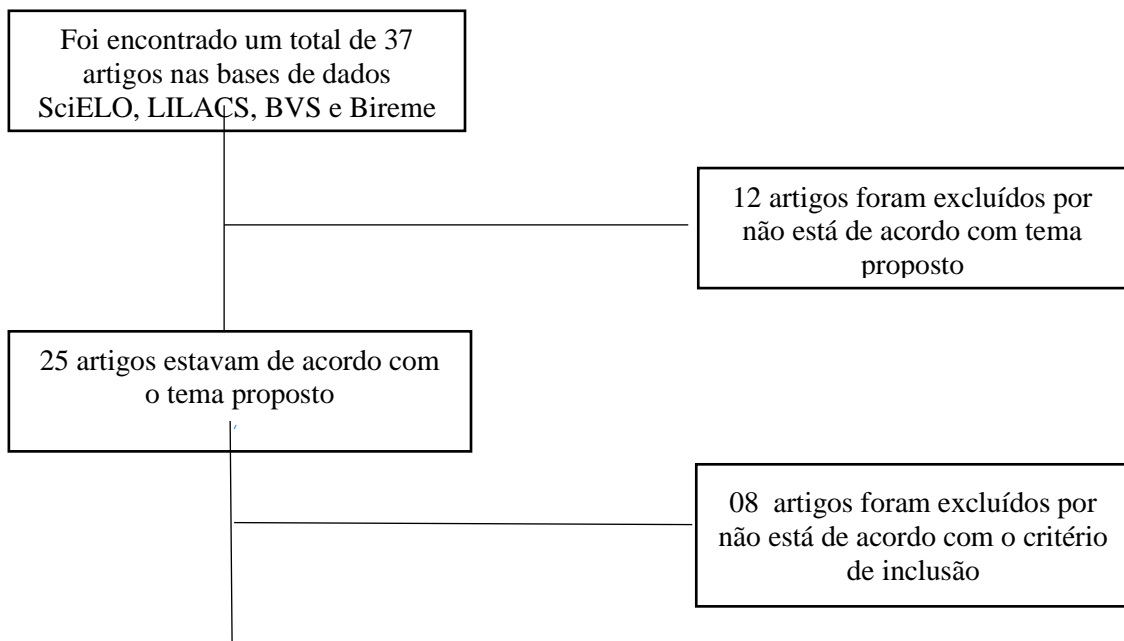 Foi encontrado um total de 37
artigos nas bases de dados
SciELO, LILACS, BVS e Bireme
12 artigos foram excluídos por
não está de acordo com tema
proposto
25 artigos estavam de acordo com
o tema proposto
08 artigos foram excluídos por
não está de acordo com o critério
de inclusão